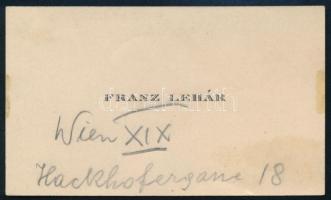 FRANZ LEHÁR
Wien XIX
Hackhofergasse 18